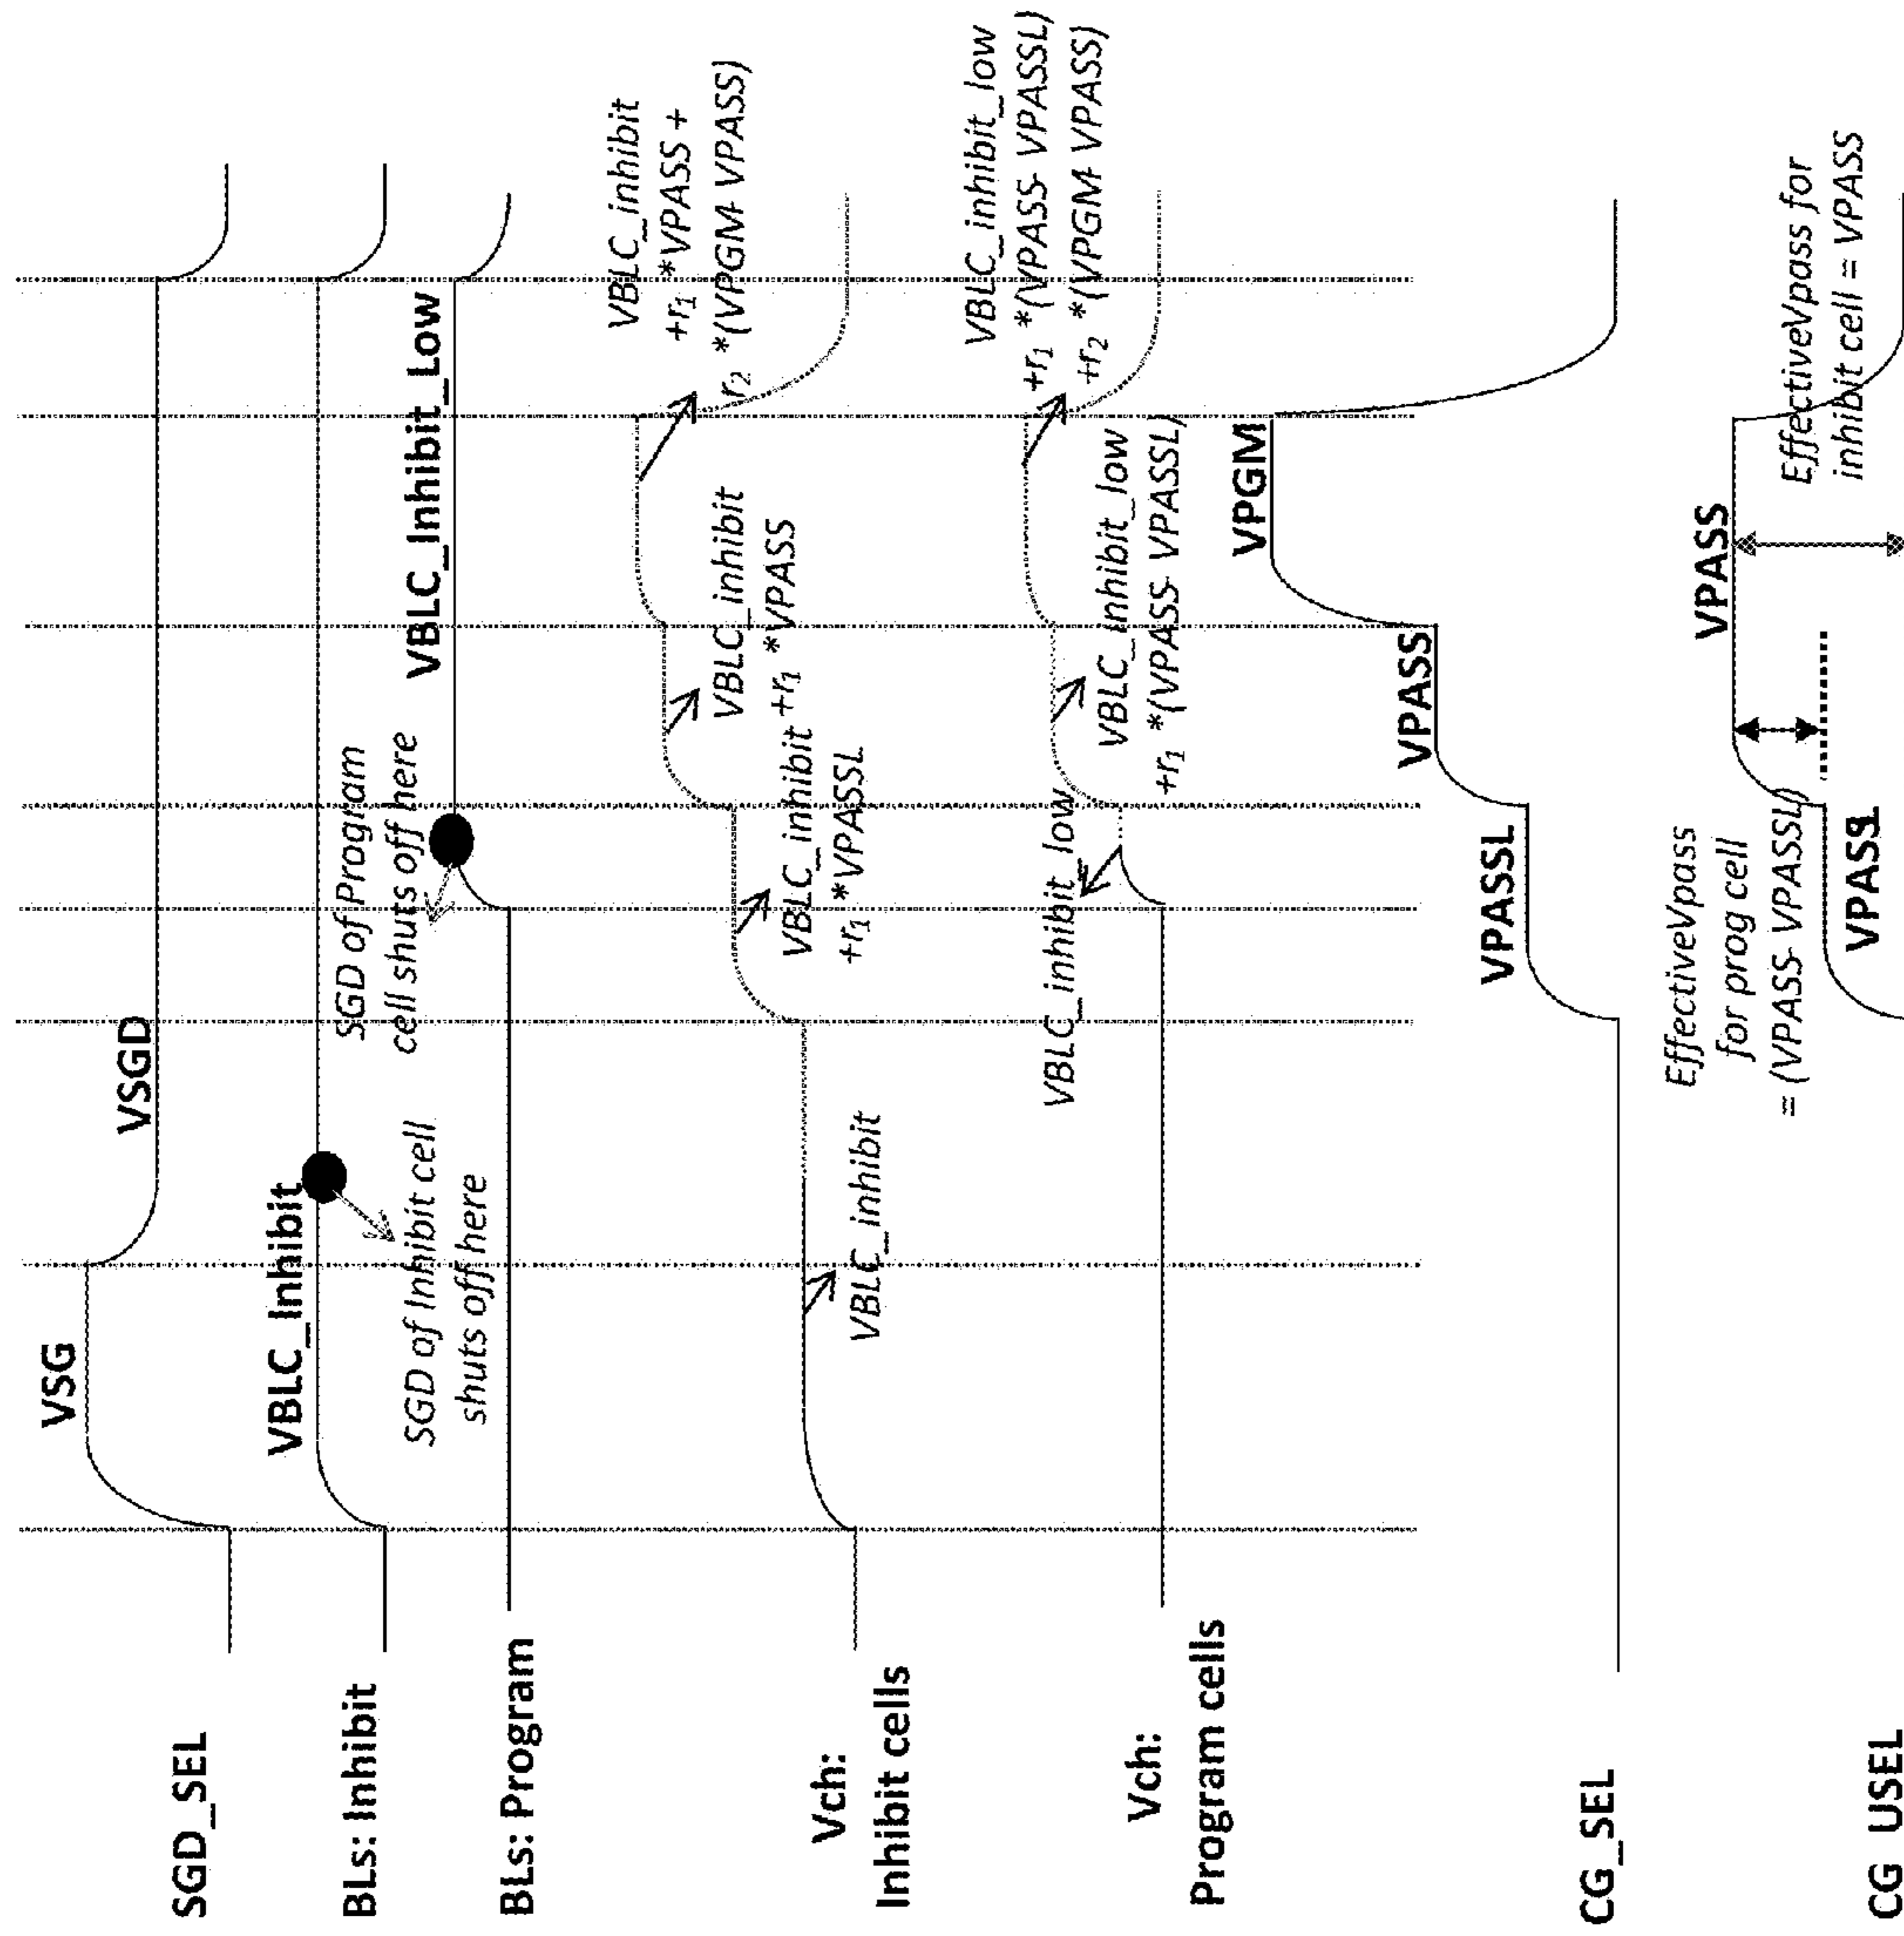 VSG
VSGD
SGD_SEL
VBLC_Inhibit
SGD of Inhibit cell
shuts off here
BLs: Inhibit
SGD of Program
cell shuts off here
VBLC_Inhibit_Low
BLs: Program
VBLC_inhibit
VBLC_inhibit
+r₁ *VPASSL
VBLC_inhibit
+r₁ *VPASS
VBLC_inhibit
+r₁ *VPASS +
r₂ *(VPGM-VPASS)
Vch:
Inhibit cells
VBLC_inhibit_low
VBLC_inhibit_low
+r₁ *(VPASS-VPASSL)
VBLC_inhibit_low
+r₁ *(VPASS-VPASSL)
+r₂ *(VPGM-VPASS)
Vch:
Program cells
VPASSL
VPASS
VPGM
CG_SEL
EffectiveVpass
for prog cell
= (VPASS-VPASSL)
VPASS
EffectiveVpass for
inhibit cell = VPASS
CG_USEL